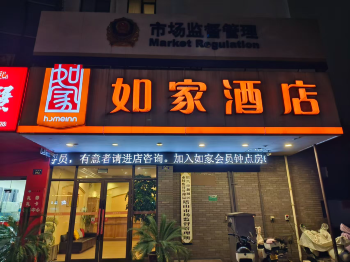 市场监督管理
Market Regulation
如家
homeinn
如家酒店
员，有意者请进店咨询，加入如家会员钟点房